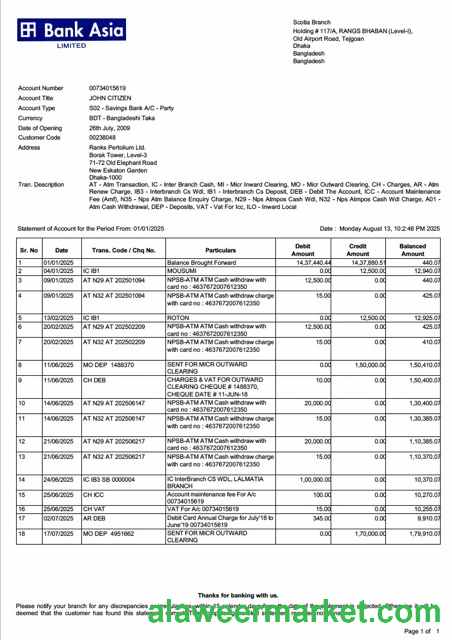 Bank Asia
LIMITED
Scotia Branch
Holding # 117/A, RANGS BHABAN (Level-I),
Old Airport Road, Tejgoan
Dhaka
Bangladesh
Bangladesh
Account Number 00734015619
Account Title JOHN CITIZEN
Account Type S02 - Savings Bank A/C - Party
Currency BDT - Bangladeshi Taka
Date of Opening 26th July, 2009
Customer Code 00238048
Address Ranks Pertolium Ltd.
Borak Tower, Level-3
71-72 Old Elephant Road
New Eskaton Garden
Dhaka-1000
Tran. Description AT - Atm Transaction, IC - Inter Branch Cash, MI - Micr Inward Clearing, MO - Micr Outward Clearing, CH - Charges, AR - Atm
Renew Charge, IB3 - Interbranch Cs Wdl, IB1 - Interbranch Cs Deposit, DEB - Debit The Account, ICC - Account Maintenance
Fee (Amf), N35 - Nps Atm Balance Enquiry Charge, N29 - Nps Atmpos Cash Wdl, N32 - Nps Atmpos Cash Wdl Charge, A01 -
Atm Cash Withdrawal, DEP - Deposits, VAT - Vat For Icc, ILO - Inward Local
Statement of Account for the Period From: 01/01/2025 Date : Monday August 13, 10:2:46 PM 2025
Sr. No Date Trans. Code / Chq No. Particulars Debit Amount Credit Amount Balanced Amount
1 01/01/2025 Balance Brought Forward 14,37,440.44 14,37,880.51 440.07
2 04/01/2025 IC IB1 MOUSUMI 0.00 12,500.00 12,940.07
3 09/01/2025 AT N29 AT 202501094 NPSB-ATM ATM Cash withdraw with 12,500.00 0.00 440.07
card no : 4637672007612350
4 09/01/2025 AT N32 AT 202501094 NPSB-ATM ATM Cash withdraw charge 15.00 0.00 425.07
with card no : 4637672007612350
5 13/02/2025 IC IB1 ROTON 0.00 12,500.00 12,925.07
6 20/02/2025 AT N29 AT 202502209 NPSB-ATM ATM Cash withdraw with 12,500.00 0.00 425.07
card no : 4637672007612350
7 20/02/2025 AT N32 AT 202502209 NPSB-ATM ATM Cash withdraw charge 15.00 0.00 410.07
with card no : 4637672007612350
8 11/06/2025 MO DEP 1488370 SENT FOR MICR OUTWARD 0.00 1,50,000.00 1,50,410.07
CLEARING
9 11/06/2025 CH DEB CHARGES & VAT FOR OUTWARD 10.00 0.00 1,50,400.07
CLEARING CHEQUE # 1488370,
CHEQUE DATE # 11-JUN-18
10 14/06/2025 AT N29 AT 202506147 NPSB-ATM ATM Cash withdraw with 20,000.00 0.00 1,30,400.07
card no : 4637672007612350
11 14/06/2025 AT N32 AT 202506147 NPSB-ATM ATM Cash withdraw charge 15.00 0.00 1,30,385.07
with card no : 4637672007612350
12 21/06/2025 AT N29 AT 202506217 NPSB-ATM ATM Cash withdraw with 20,000.00 0.00 1,10,385.07
card no : 4637672007612350
13 21/06/2025 AT N32 AT 202506217 NPSB-ATM ATM Cash withdraw charge 15.00 0.00 1,10,370.07
with card no : 4637672007612350
14 24/06/2025 IC IB3 SB 0000004 IC InterBranch CS WDL, LALMATIA 1,00,000.00 0.00 10,370.07
BRANCH
15 25/06/2025 CH ICC Account maintenance fee For A/c 100.00 0.00 10,270.07
00734015619
16 25/06/2025 CH VAT VAT For A/c 00734015619 15.00 0.00 10,255.07
17 02/07/2025 AR DEB Debit Card Annual Charge for July'18 to 345.00 0.00 9,910.07
June'19 00734015619
18 17/07/2025 MO DEP 4951662 SENT FOR MICR OUTWARD 0.00 1,70,000.00 1,79,910.07
CLEARING
Thanks for banking with us.
Please notify your branch for any discrepancies
deemed that the customer has found this
alaweermarket.com
Page 1 of 1